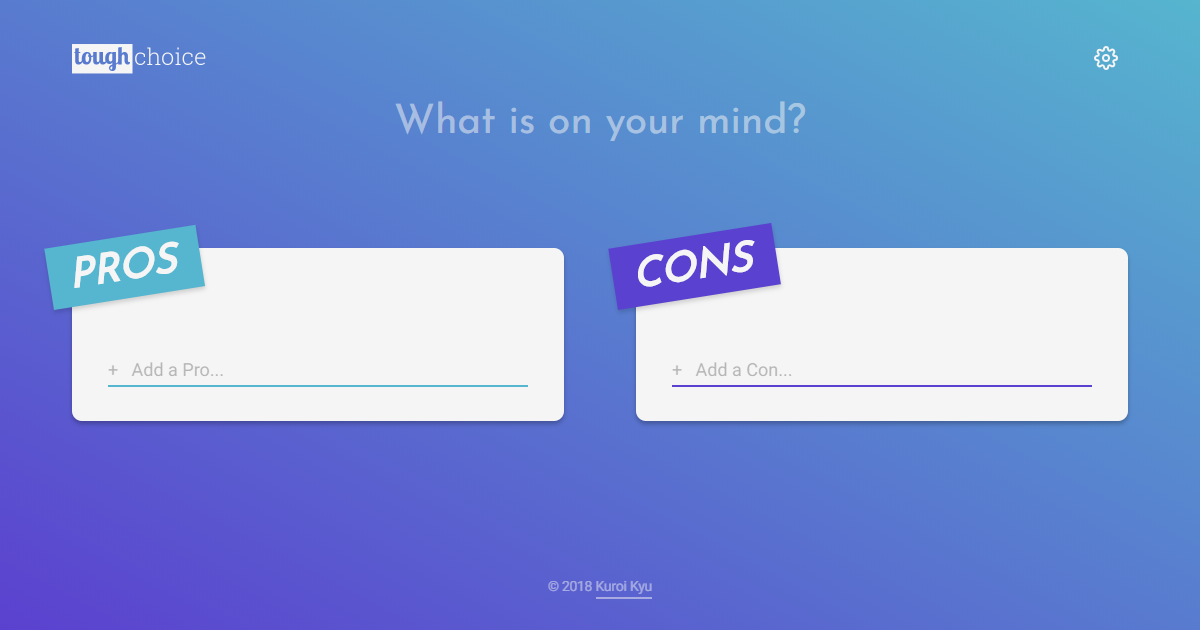 toughchoice
What is on your mind?
PROS
CONS
+ Add a Pro...
+ Add a Con...
© 2018 Kuroi Kyu